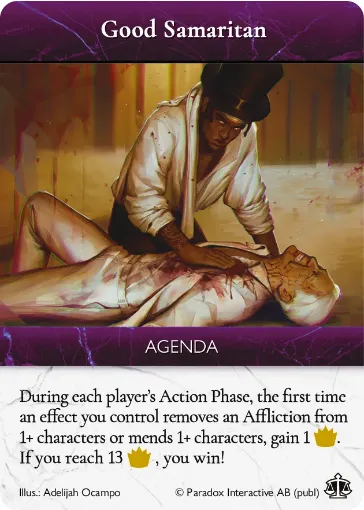 Good Samaritan
AGENDA
During each player's Action Phase, the first time
an effect you control removes an Affliction from
1+ characters or mends 1+ characters, gain 1 .
If you reach 13 , you win!
Illus.: Adelijah Ocampo © Paradox Interactive AB (publ)